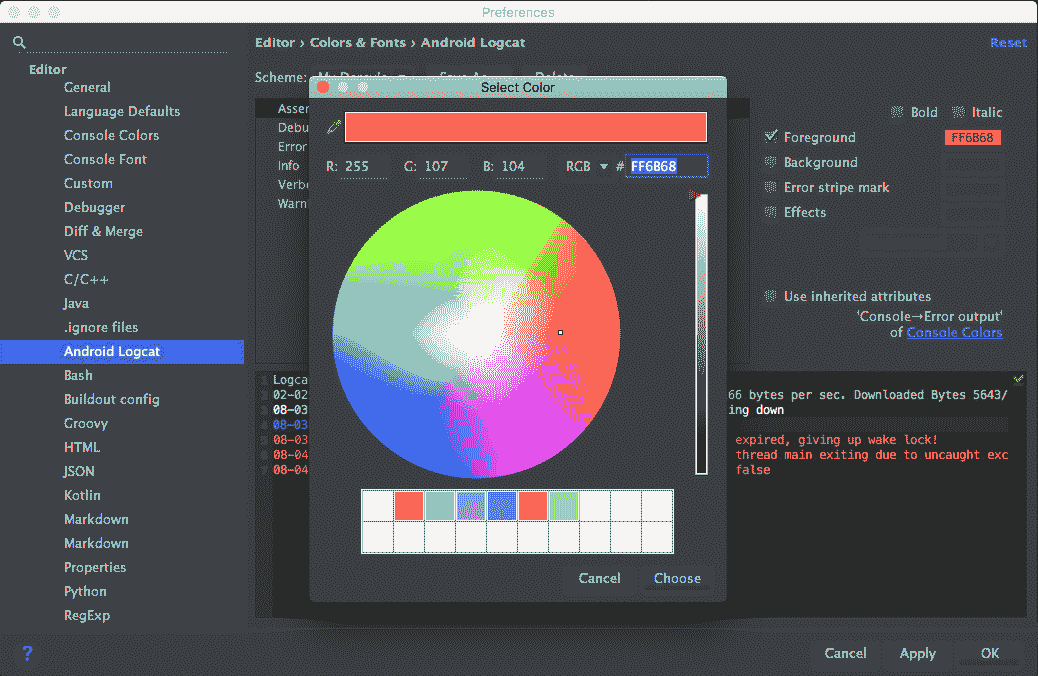 Preferences
Editor › Colors & Fonts › Android Logcat
Reset
Editor
General
Language Defaults
Console Colors
Console Font
Custom
Debugger
Diff & Merge
VCS
C/C++
Java
.ignore files
Android Logcat
Bash
Buildout config
Groovy
HTML
JSON
Kotlin
Markdown
Markdown
Properties
Python
RegExp
?
Scheme:
Asser
Debu
Error
Info
Verb
Warn
Select Color
R: 255 G: 107 B: 104 RGB # FF6B68
Cancel Choose
Bold Italic
Foreground FF6B68
Background
Error stripe mark
Effects
Use inherited attributes
'Console→Error output'
of Console Colors
Logca
02-02 66 bytes per sec. Downloaded Bytes 5643/
08-03 ing down
08-03
08-03 expired, giving up wake lock!
08-04 thread main exiting due to uncaught exc
08-04 false
Cancel Apply OK